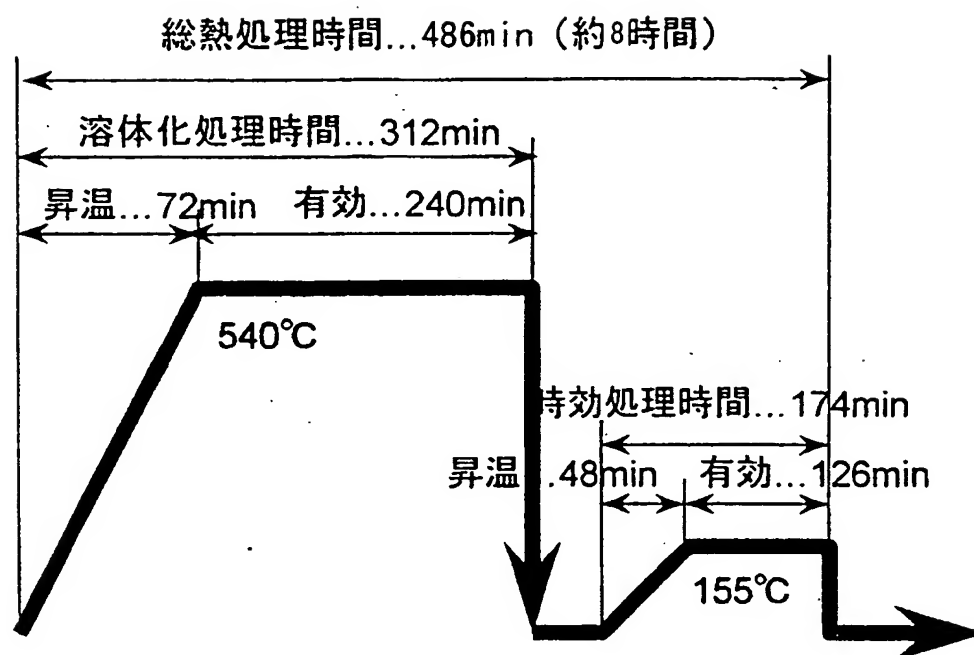 総熱処理時間...486min（約8時間）
溶体化処理時間...312min
昇温...72min 有効...240min
540℃
時効処理時間...174min
昇温...48min 有効...126min
155℃